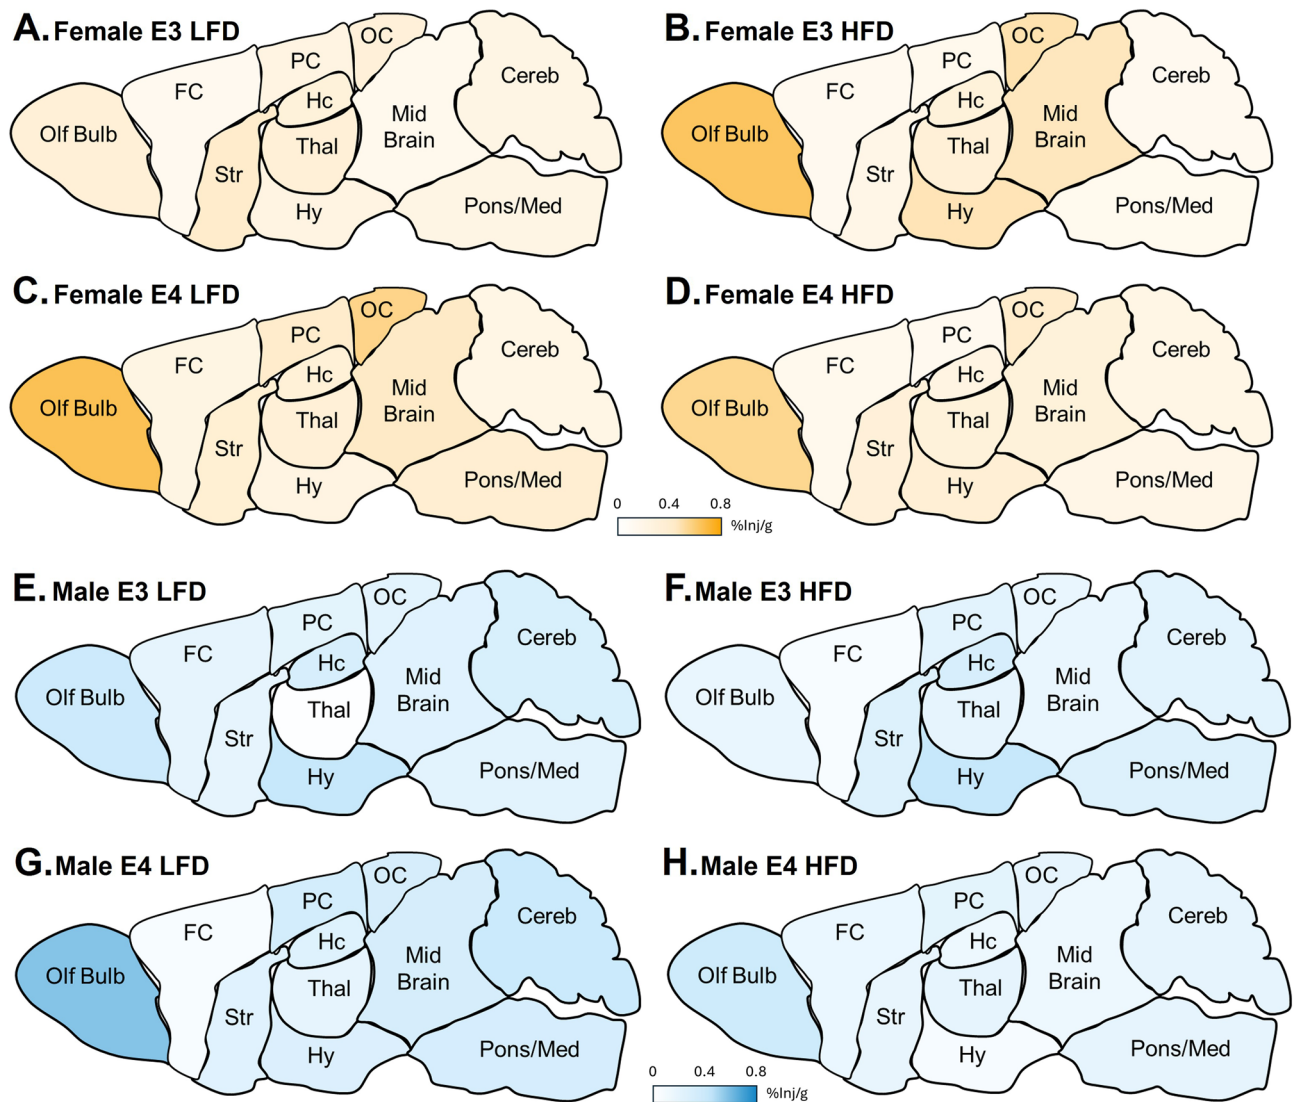 A. Female E3 LFD
OC
PC
FC
Cereb
Hc
Mid
Brain
Olf Bulb
Thal
Str
Hy
Pons/Med
B. Female E3 HFD
OC
PC
FC
Cereb
Hc
Mid
Brain
Olf Bulb
Thal
Str
Hy
Pons/Med
C. Female E4 LFD
OC
PC
FC
Cereb
Hc
Mid
Brain
Olf Bulb
Thal
Str
Hy
Pons/Med
D. Female E4 HFD
OC
PC
FC
Cereb
Hc
Mid
Brain
Olf Bulb
Thal
Str
Hy
Pons/Med
0 0.4 0.8
%Inj/g
E. Male E3 LFD
OC
PC
FC
Cereb
Hc
Mid
Brain
Olf Bulb
Thal
Str
Hy
Pons/Med
F. Male E3 HFD
OC
PC
FC
Cereb
Hc
Mid
Brain
Olf Bulb
Thal
Str
Hy
Pons/Med
G. Male E4 LFD
OC
PC
FC
Cereb
Hc
Mid
Brain
Olf Bulb
Thal
Str
Hy
Pons/Med
H. Male E4 HFD
OC
PC
FC
Cereb
Hc
Mid
Brain
Olf Bulb
Thal
Str
Hy
Pons/Med
0 0.4 0.8
%Inj/g